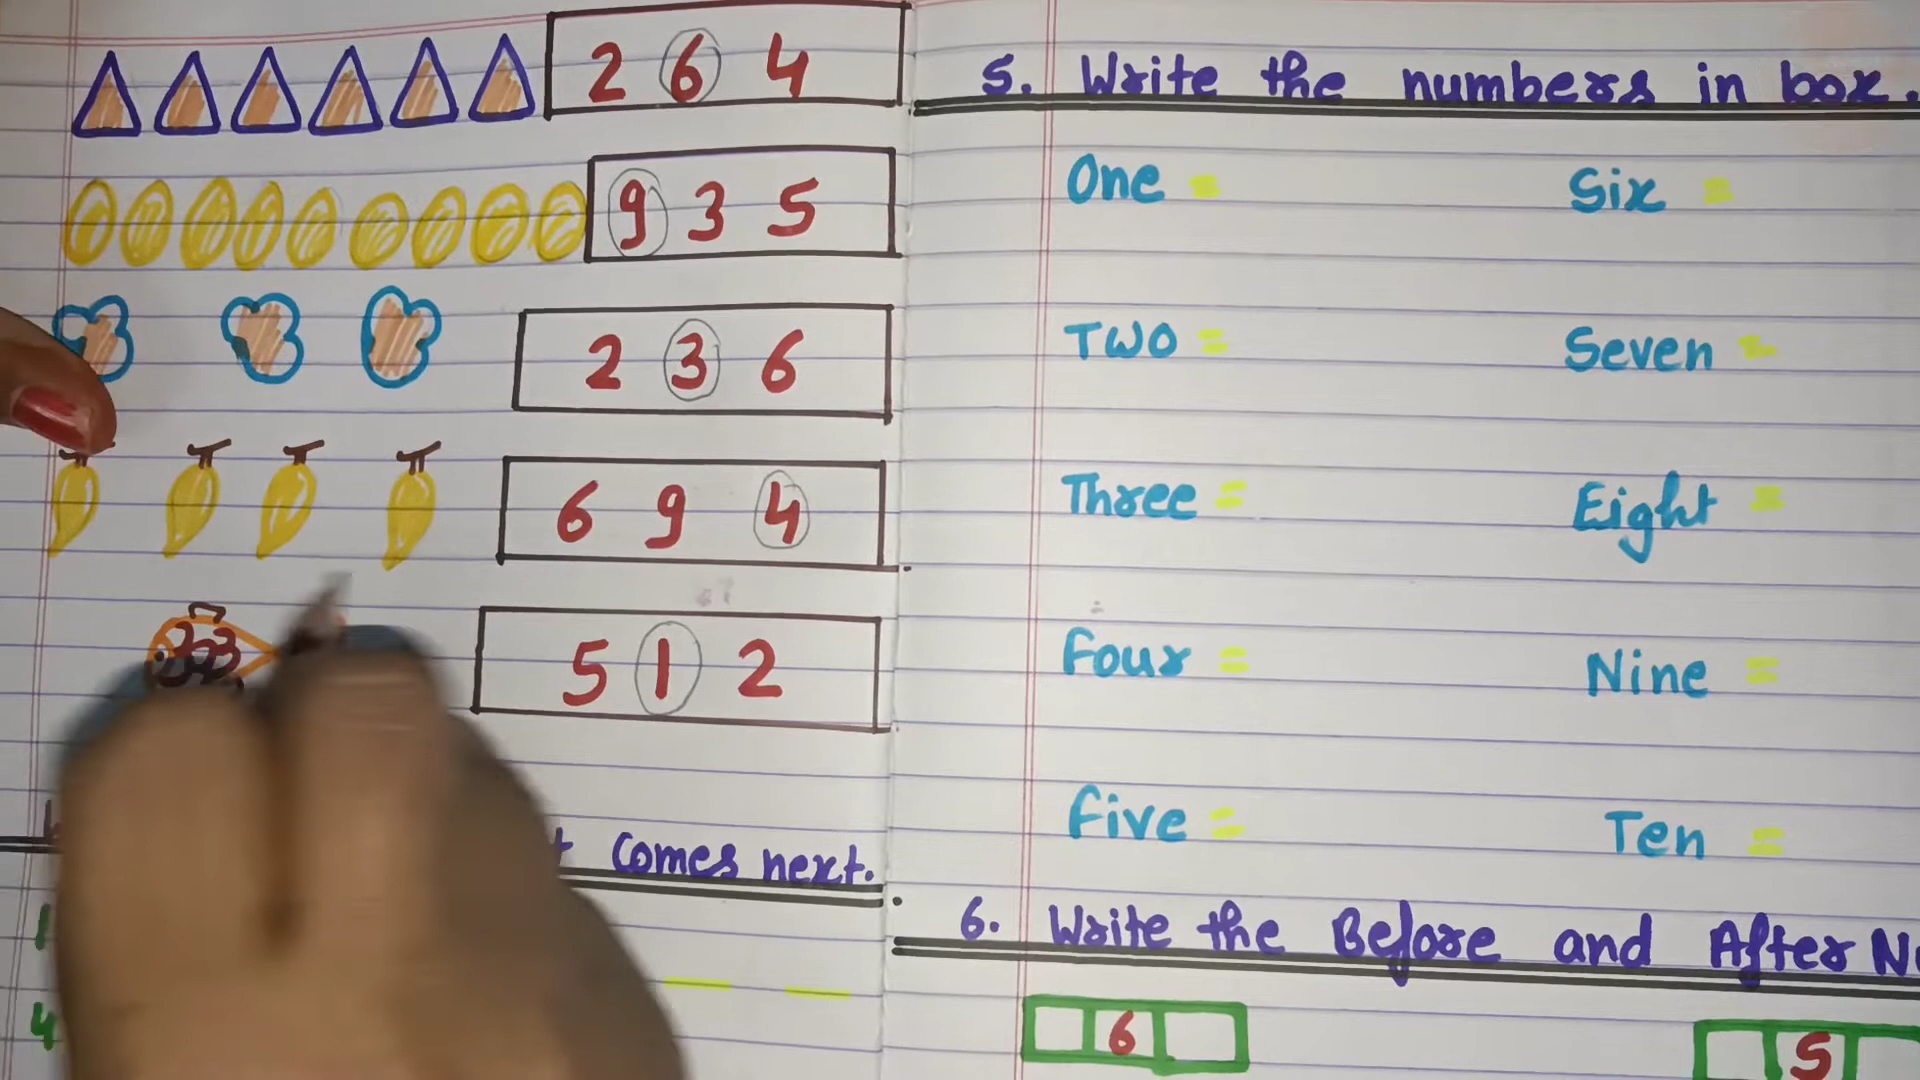 2 6 4
9 3 5
2 3 6
6 9 4
5 1 2
comes next.
1
4
5. Write the numbers in box.
One = Six =
Two = Seven =
Three = Eight =
Four = Nine =
Five = Ten =
6. Write the Before and After
6 5